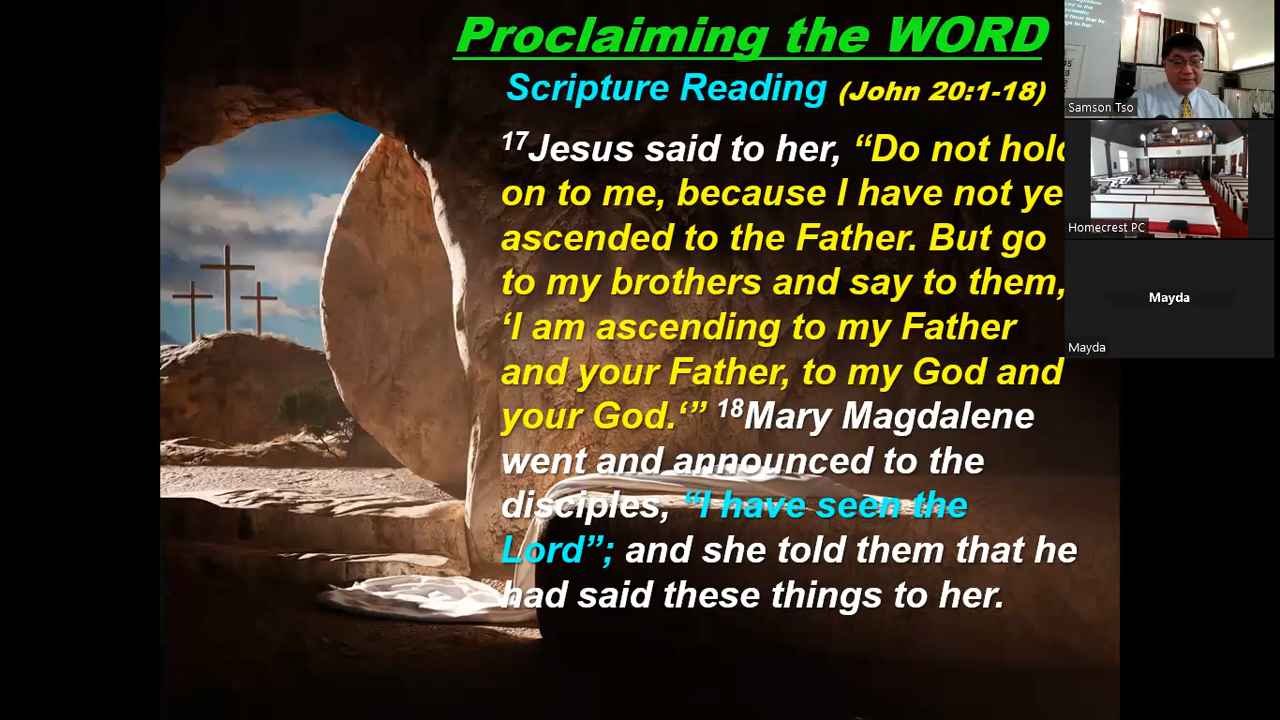 Proclaiming the WORD
Scripture Reading (John 20:1-18)
17Jesus said to her, “Do not hold
on to me, because I have not ye
ascended to the Father. But go
to my brothers and say to them,
‘I am ascending to my Father
and your Father, to my God and
your God.‘” 18Mary Magdalene
went and announced to the
disciples, “I have seen the
Lord”; and she told them that he
had said these things to her.
Samson Tso
Homecrest PC
Mayda
Mayda